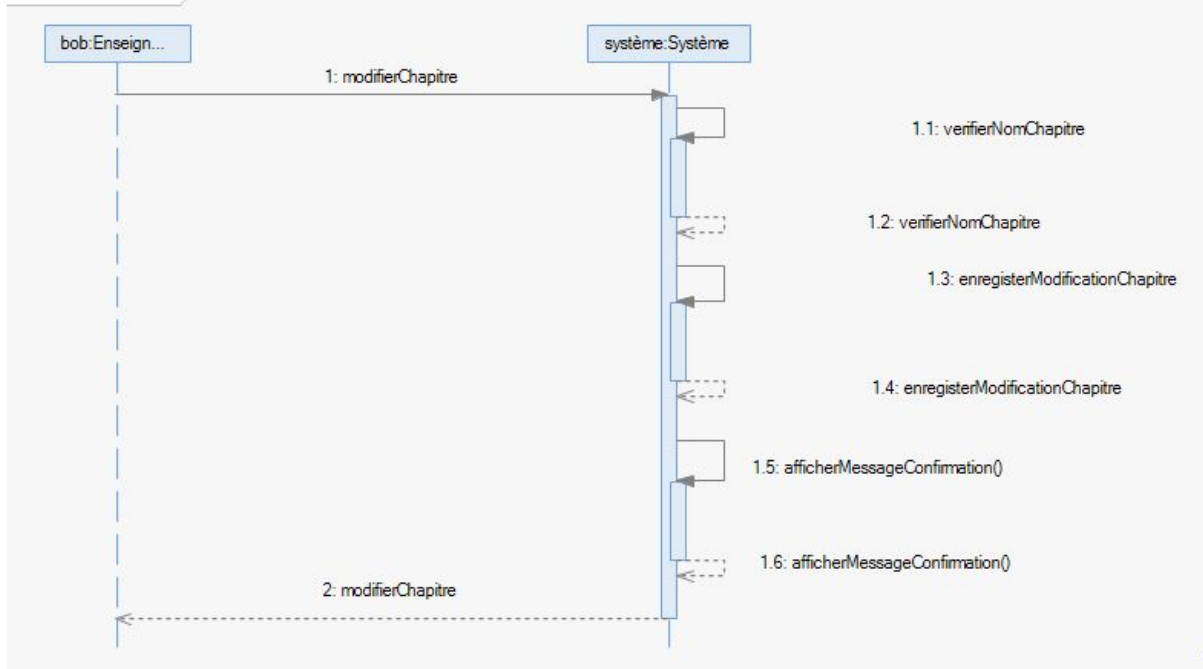 bob:Enseign...
système:Système
1: modifierChapitre
1.1: verifierNomChapitre
1.2: verifierNomChapitre
1.3: enregisterModificationChapitre
1.4: enregisterModificationChapitre
1.5: afficherMessageConfirmation()
1.6: afficherMessageConfirmation()
2: modifierChapitre